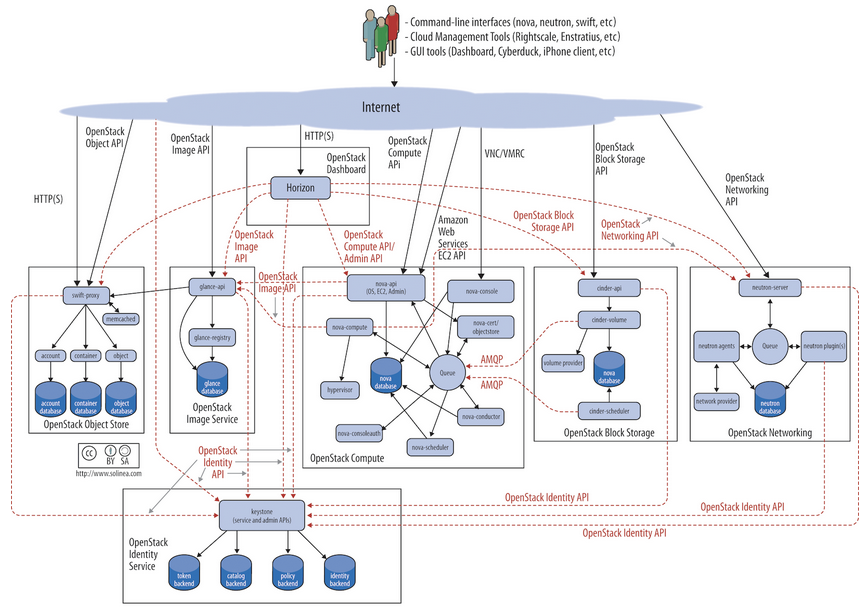 - Command-line interfaces (nova, neutron, swift, etc)
- Cloud Management Tools (Rightscale, Enstratius, etc)
- GUI tools (Dashboard, Cyberduck, iPhone client, etc)
Internet
OpenStack
Object API
OpenStack
Image API
HTTP(S)
OpenStack
Dashboard
OpenStack
Compute
APi
VNC/VMRC
OpenStack
Block Storage
API
OpenStack
Networking
API
HTTP(S)
Horizon
OpenStack
Image
API
OpenStack
Compute API/
Admin API
Amazon
Web
Services
EC2 API
OpenStack Block
Storage API
OpenStack
Networking API
OpenStack
Image API
swift-proxy
memcached
account
container
object
account
database
container
database
object
database
OpenStack Object Store
glance-api
glance-registry
glance
database
OpenStack
Image Service
nova-api
(OS, EC2, Admin)
nova-console
nova-compute
nova-cert/
objectstore
hypervisor
nova
database
Queue
nova-conductor
nova-consoleauth
nova-scheduler
OpenStack Compute
AMQP
AMQP
cinder-api
cinder-volume
volume provider
nova
database
cinder-scheduler
OpenStack Block Storage
neutron-server
neutron agents
Queue
neutron plugin(s)
network provider
neutron
database
OpenStack Networking
cc
BY SA
http://www.solinea.com
OpenStack
Identity
API
OpenStack Identity API
OpenStack Identity API
OpenStack Identity API
keystone
(service and admin APIs)
OpenStack
Identity
Service
token
backend
catalog
backend
policy
backend
identity
backend